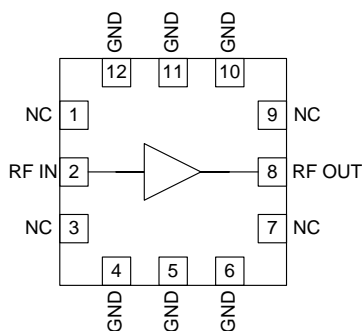 GND GND GND
12 11 10
NC 1 9 NC
RF IN 2 8 RF OUT
NC 3 7 NC
4 5 6
GND GND GND